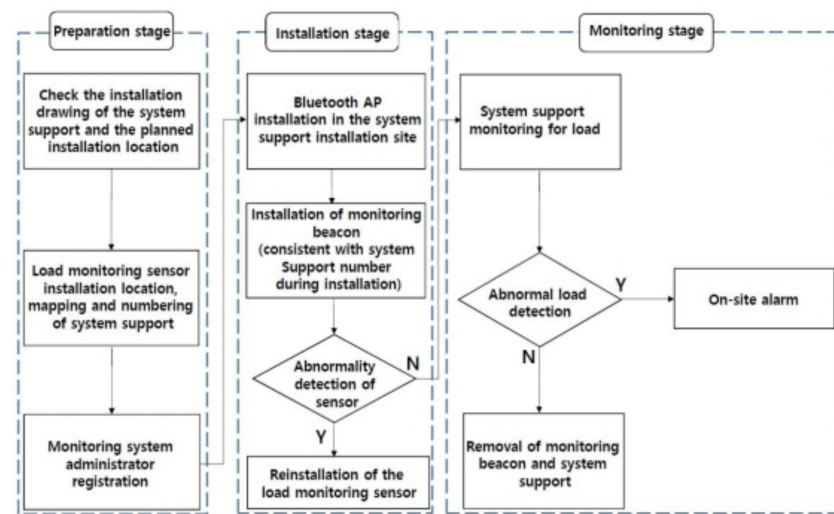 Preparation stage
Check the installation
drawing of the system
support and the planned
installation location
Load monitoring sensor
installation location,
mapping and numbering
of system support
Monitoring system
administrator
registration
Installation stage
Bluetooth AP
installation in the system
support installation site
Installation of monitoring
beacon
(consistent with system
Support number
during installation)
Abnormality
detection of
sensor
N
Y
Reinstallation of the
load monitoring sensor
Monitoring stage
System support
monitoring for load
Abnormal load
detection
Y
On-site alarm
N
Removal of monitoring
beacon and system
support